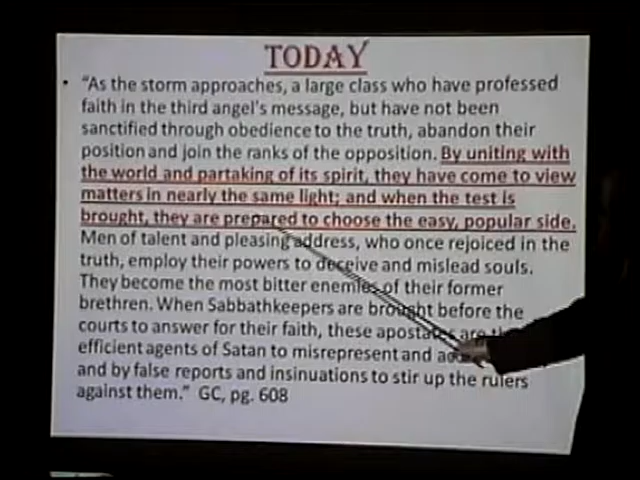 TODAY
• "As the storm approaches, a large class who have professed
faith in the third angel's message, but have not been
sanctified through obedience to the truth, abandon their
position and join the ranks of the opposition. By uniting with
the world and partaking of its spirit, they have come to view
matters in nearly the same light; and when the test is
brought, they are prepared to choose the easy, popular side.
Men of talent and pleasing address, who once rejoiced in the
truth, employ their powers to deceive and mislead souls.
They become the most bitter enemies of their former
brethren. When Sabbathkeepers are brought before the
courts to answer for their faith, these apostates are
efficient agents of Satan to misrepresent and
and by false reports and insinuations to stir up the rulers
against them." GC, pg. 608